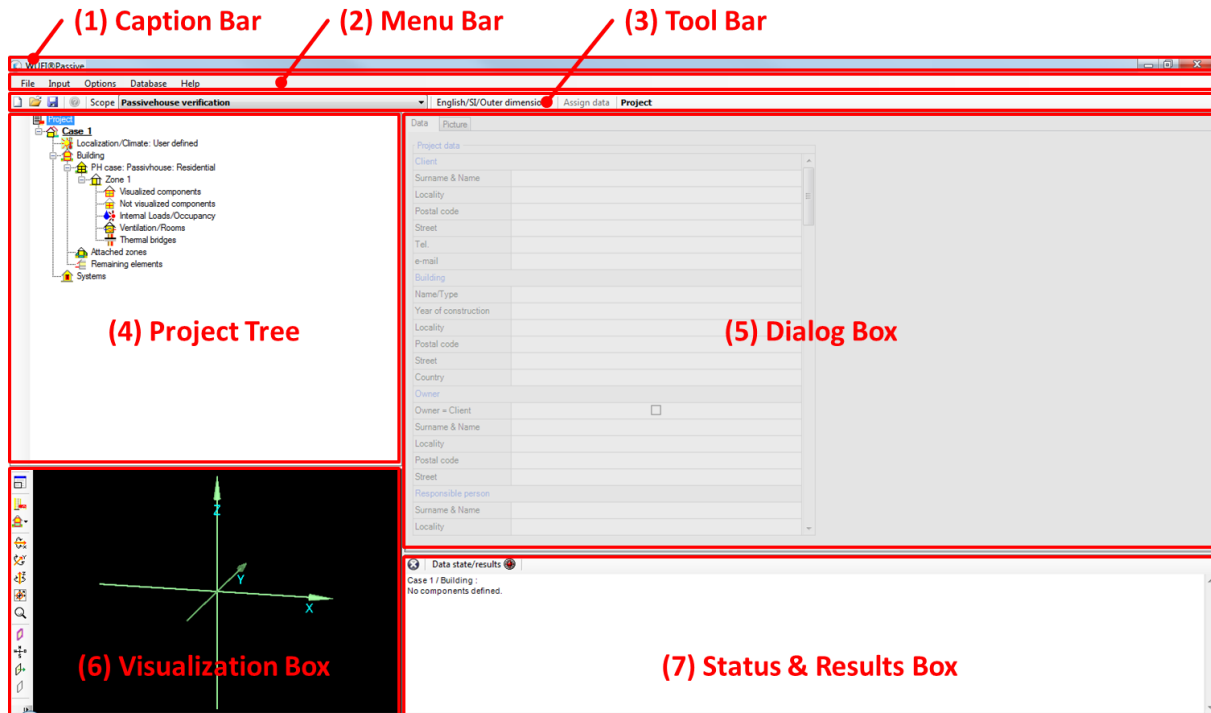 (1) Caption Bar
(2) Menu Bar
(3) Tool Bar
WUFI®Passive
File Input Options Database Help
Scope Passivehouse verification English/SI/Outer dimensio Assign data Project
Project
Case 1
Localization/Climate: User defined
Building
PH case: Passivhouse: Residential
Zone 1
Visualized components
Not visualized components
Internal Loads/Occupancy
Ventilation/Rooms
Thermal bridges
Attached zones
Remaining elements
Systems
(4) Project Tree
Data Picture
Project data
Client
Surname & Name
Locality
Postal code
Street
Tel.
e-mail
Building
Name/Type
Year of construction
Locality
Postal code
Street
Country
Owner
Owner = Client
Surname & Name
Locality
Postal code
Street
Responsible person
Surname & Name
Locality
(5) Dialog Box
Z
Y
X
(6) Visualization Box
Data state/results
Case 1 / Building :
No components defined.
(7) Status & Results Box